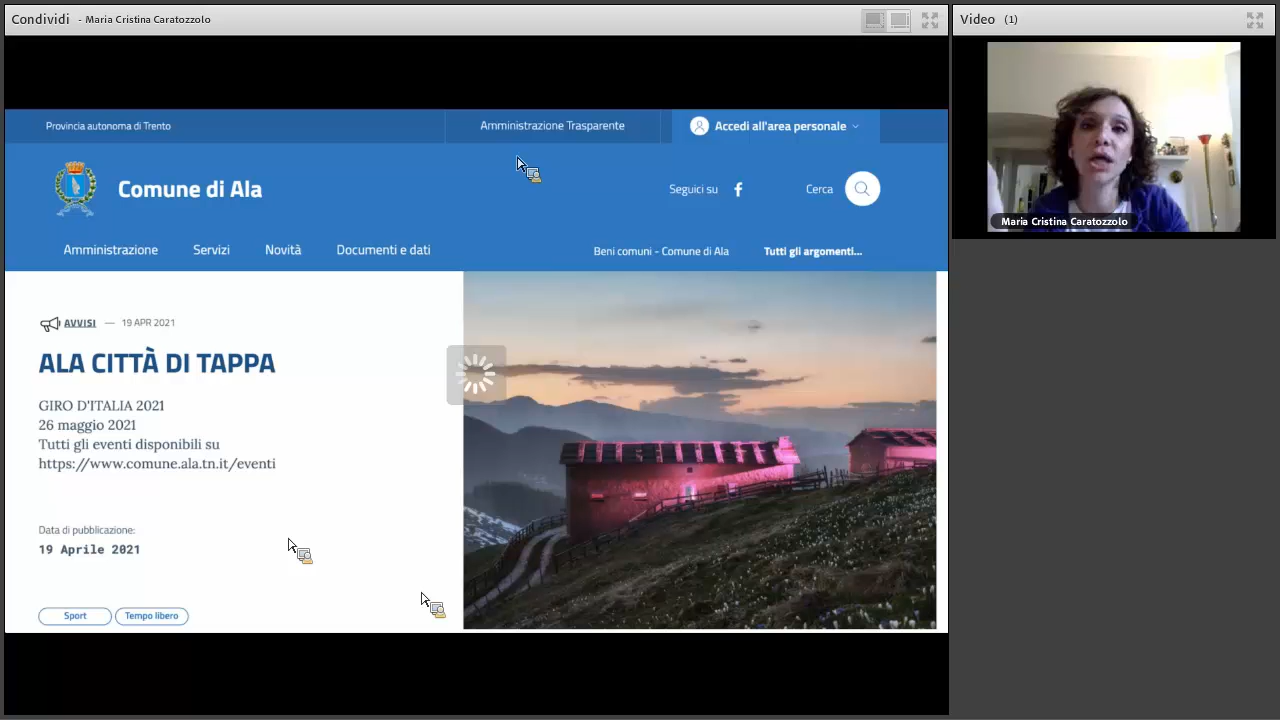 Condividi - Maria Cristina Caratozzolo
Video (1)
Provincia autonoma di Trento
Amministrazione Trasparente
Accedi all'area personale
Comune di Ala
Seguici su
Cerca
Amministrazione Servizi Novità Documenti e dati
Beni comuni - Comune di Ala Tutti gli argomenti...
AVVISI — 19 APR 2021
ALA CITTÀ DI TAPPA
GIRO D'ITALIA 2021
26 maggio 2021
Tutti gli eventi disponibili su
https://www.comune.ala.tn.it/eventi
Data di pubblicazione:
19 Aprile 2021
Sport Tempo libero
Maria Cristina Caratozzolo